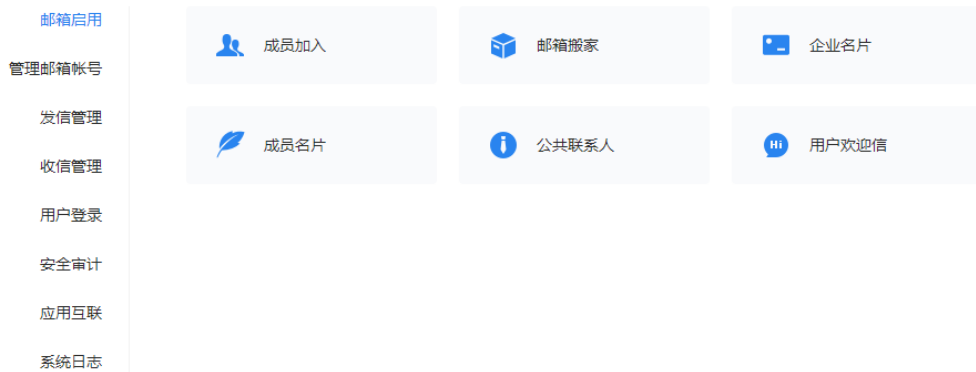 邮箱启用
管理邮箱帐号
发信管理
收信管理
用户登录
安全审计
应用互联
系统日志
成员加入
邮箱搬家
企业名片
成员名片
公共联系人
Hi
用户欢迎信